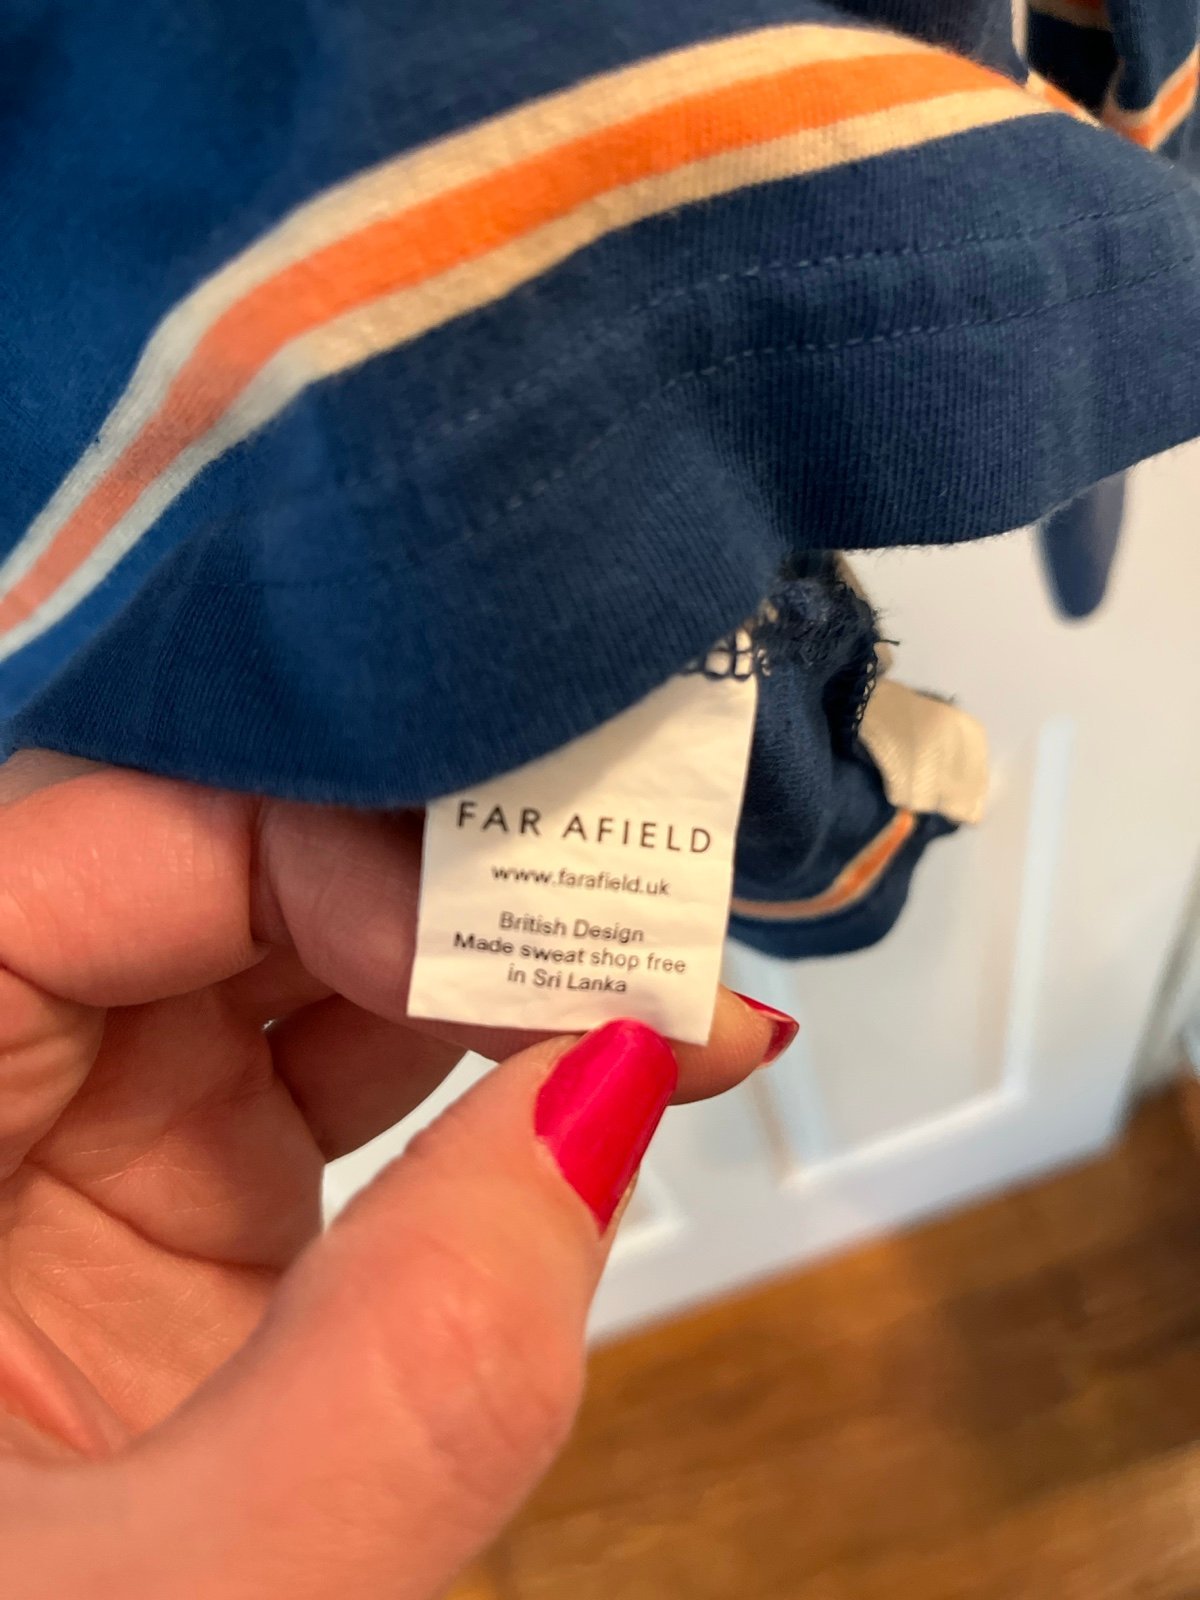 FAR AFIELD
www.farafield.uk
British Design
Made sweat shop free
in Sri Lanka